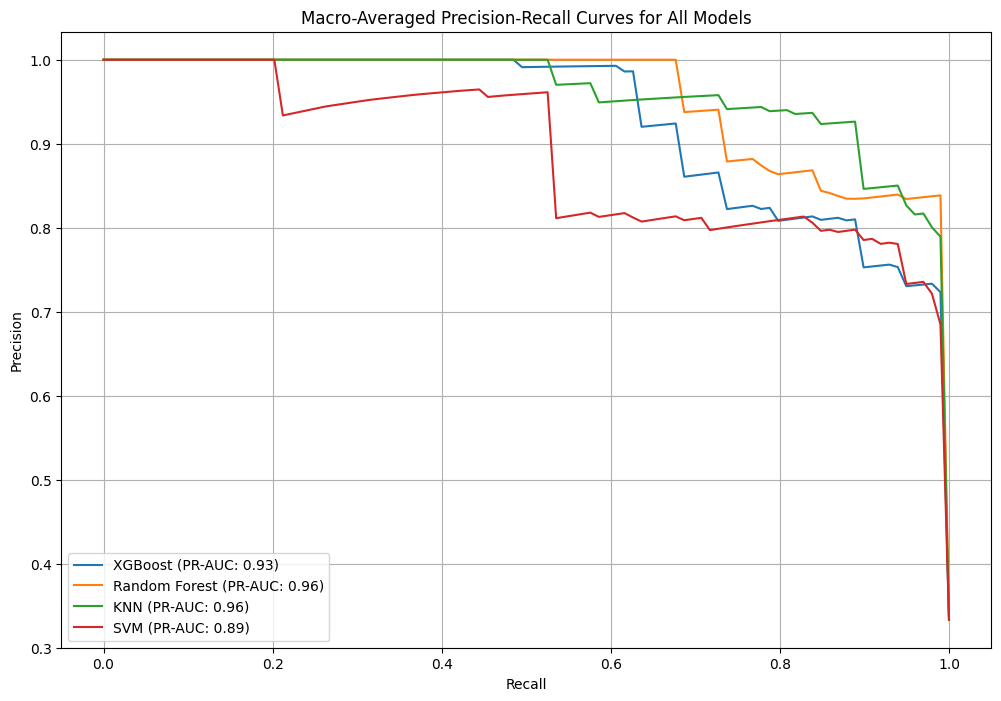 Macro-Averaged Precision-Recall Curves for All Models
1.0
0.9
0.8
0.7
0.6
0.5
0.4
0.3
Precision
XGBoost (PR-AUC: 0.93)
Random Forest (PR-AUC: 0.96)
KNN (PR-AUC: 0.96)
SVM (PR-AUC: 0.89)
0.0 0.2 0.4 0.6 0.8 1.0
Recall